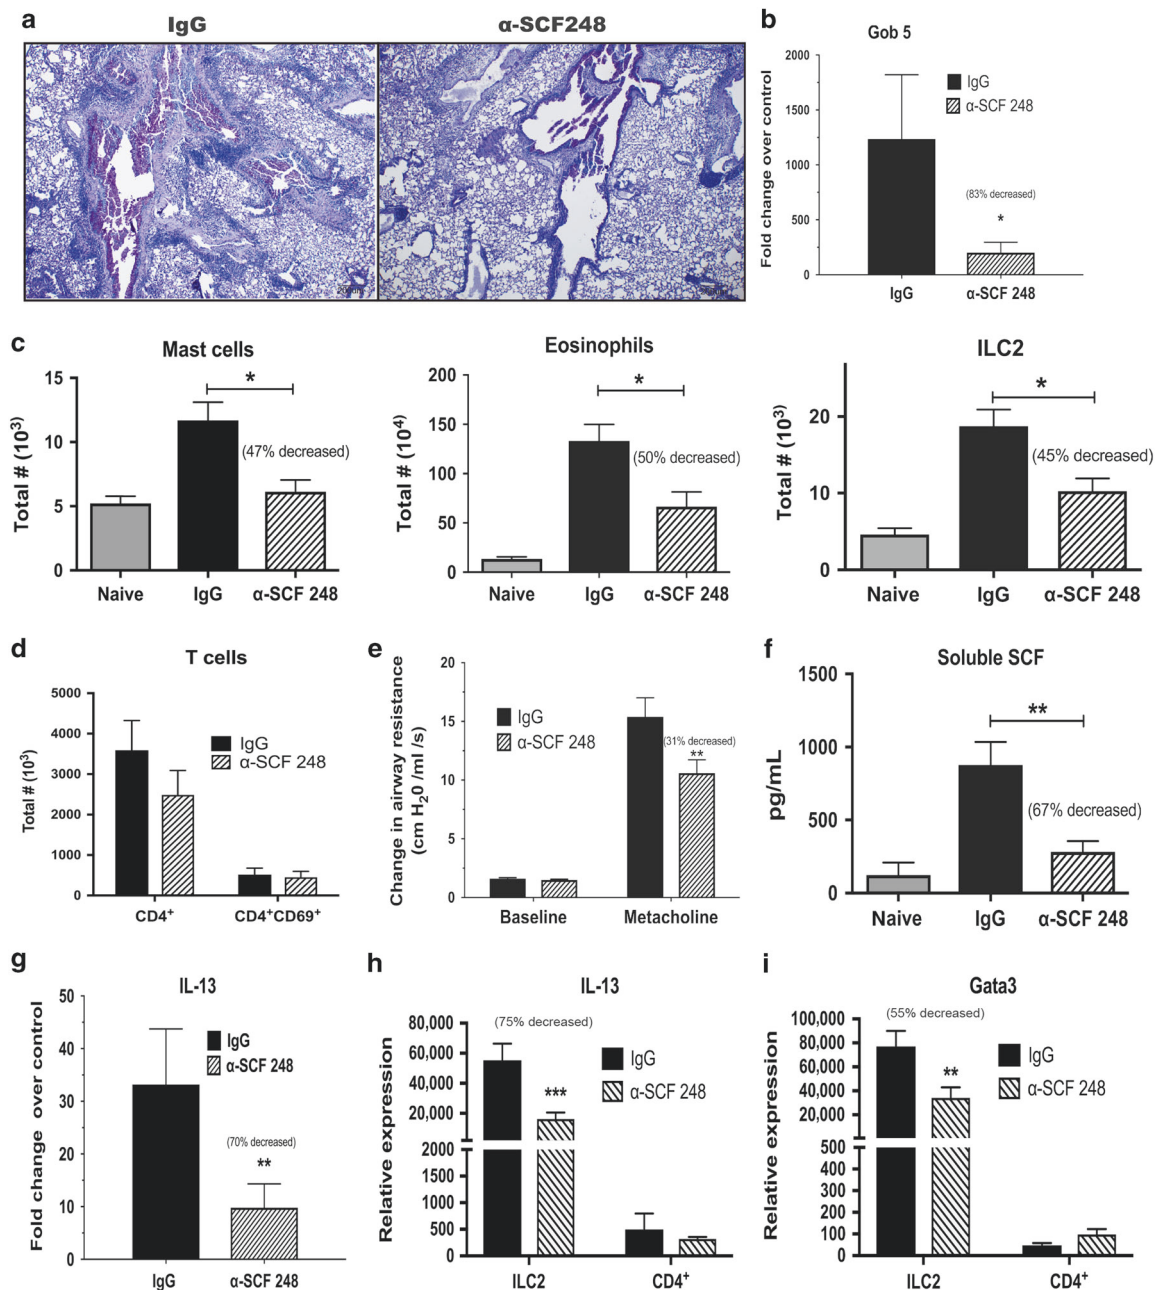 a
IgG
α-SCF248
b
Gob 5
Fold change over control
2000
1500
1000
500
0
IgG
α-SCF 248
(83% decreased)
*
IgG
α-SCF 248
c
Mast cells
Total # (10³)
15
10
5
0
*
(47% decreased)
Naive
IgG
α-SCF 248
Eosinophils
Total # (10⁴)
200
150
100
50
0
*
(50% decreased)
Naive
IgG
α-SCF 248
ILC2
Total # (10³)
20
10
0
*
(45% decreased)
Naive
IgG
α-SCF 248
d
T cells
Total # (10³)
5000
4000
3000
2000
1000
0
IgG
α-SCF 248
CD4⁺
CD4⁺CD69⁺
e
Change in airway resistance
(cm H₂0 /ml /s)
20
15
10
5
0
IgG
α-SCF 248
(31% decreased)
**
Baseline
Metacholine
f
Soluble SCF
pg/mL
1500
1000
500
0
**
(67% decreased)
Naive
IgG
α-SCF 248
g
IL-13
Fold change over control
50
40
30
20
10
0
IgG
α-SCF 248
(70% decreased)
**
IgG
α-SCF 248
h
IL-13
Relative expression
80,000
60,000
40,000
20,000
2000
1500
1000
500
0
(75% decreased)
***
IgG
α-SCF 248
ILC2
CD4⁺
i
Gata3
Relative expression
100,000
80,000
60,000
40,000
20,000
500
400
300
200
100
0
(55% decreased)
**
IgG
α-SCF 248
ILC2
CD4⁺